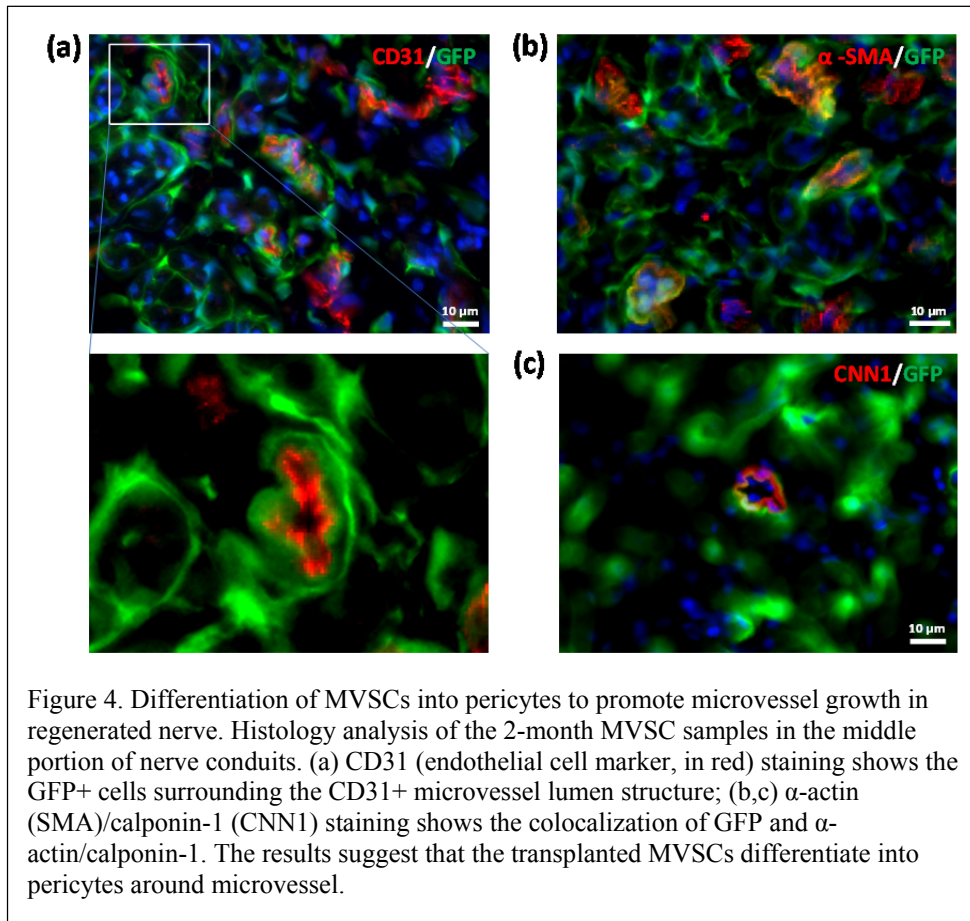 (a)
CD31/GFP
10 µm
(b)
α -SMA/GFP
10 µm
(c)
CNN1/GFP
10 µm
Figure 4. Differentiation of MVSCs into pericytes to promote microvessel growth in
regenerated nerve. Histology analysis of the 2-month MVSC samples in the middle
portion of nerve conduits. (a) CD31 (endothelial cell marker, in red) staining shows the
GFP+ cells surrounding the CD31+ microvessel lumen structure; (b,c) α-actin
(SMA)/calponin-1 (CNN1) staining shows the colocalization of GFP and α-
actin/calponin-1. The results suggest that the transplanted MVSCs differentiate into
pericytes around microvessel.